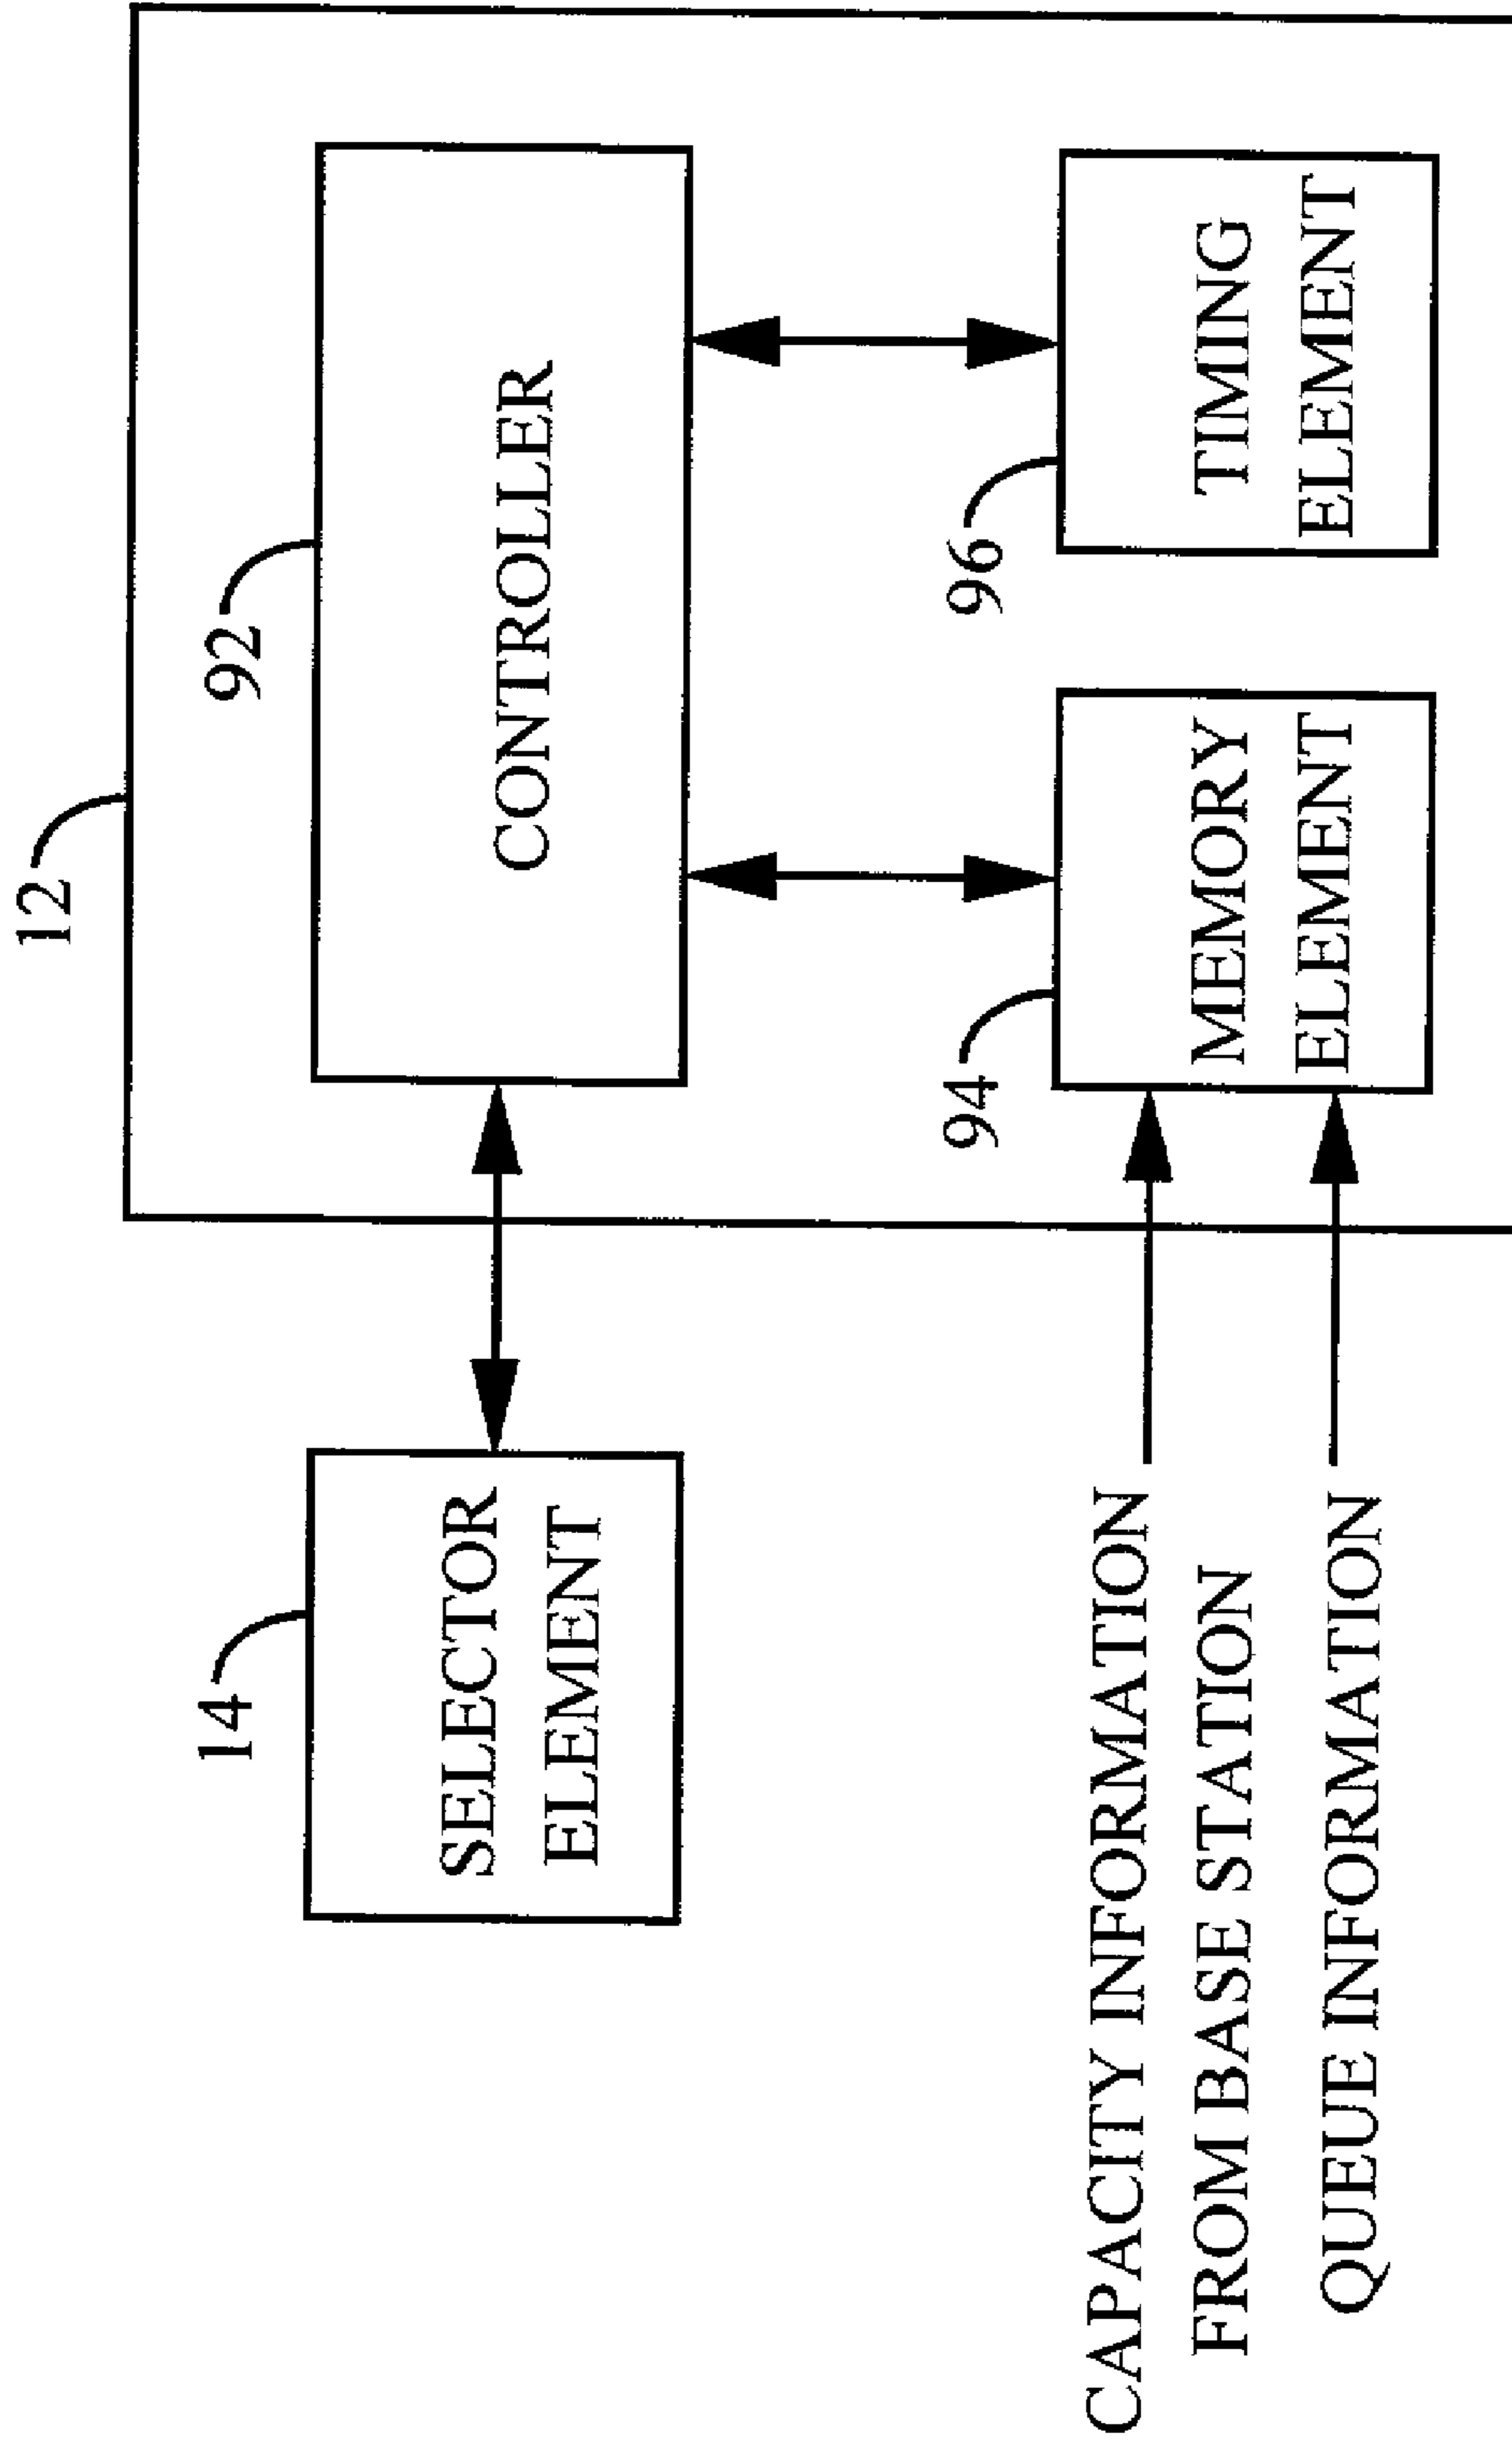 12
14
92
SELECTOR
ELEMENT
CONTROLLER
94
96
CAPACITY INFORMATION
FROM BASE STATION
QUEUE INFORMATION
MEMORY
ELEMENT
TIMING
ELEMENT